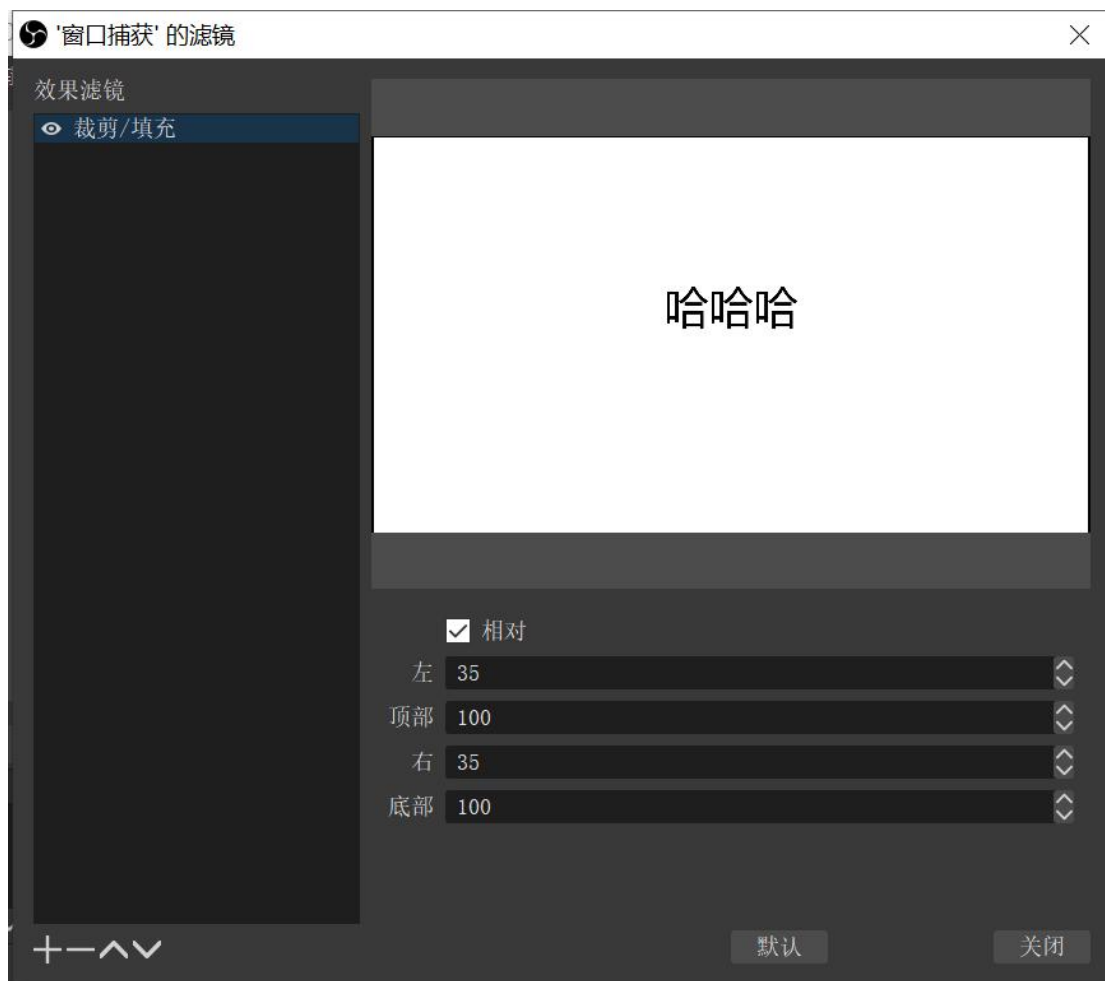 '窗口捕获' 的滤镜
效果滤镜
裁剪/填充
哈哈哈
相对
左 35
顶部 100
右 35
底部 100
默认 关闭